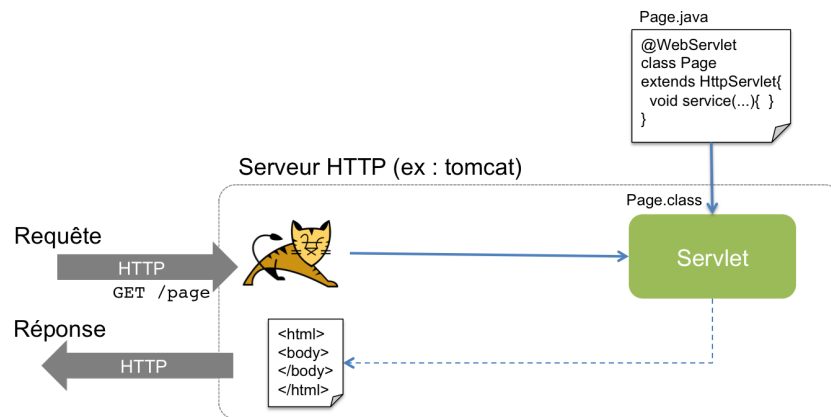 Page.java
@WebServlet
class Page
extends HttpServlet{
void service(...){ }
}
Serveur HTTP (ex : tomcat)
Page.class
Requête
HTTP
GET /page
Servlet
Réponse
HTTP
<html>
<body>
</body>
</html>